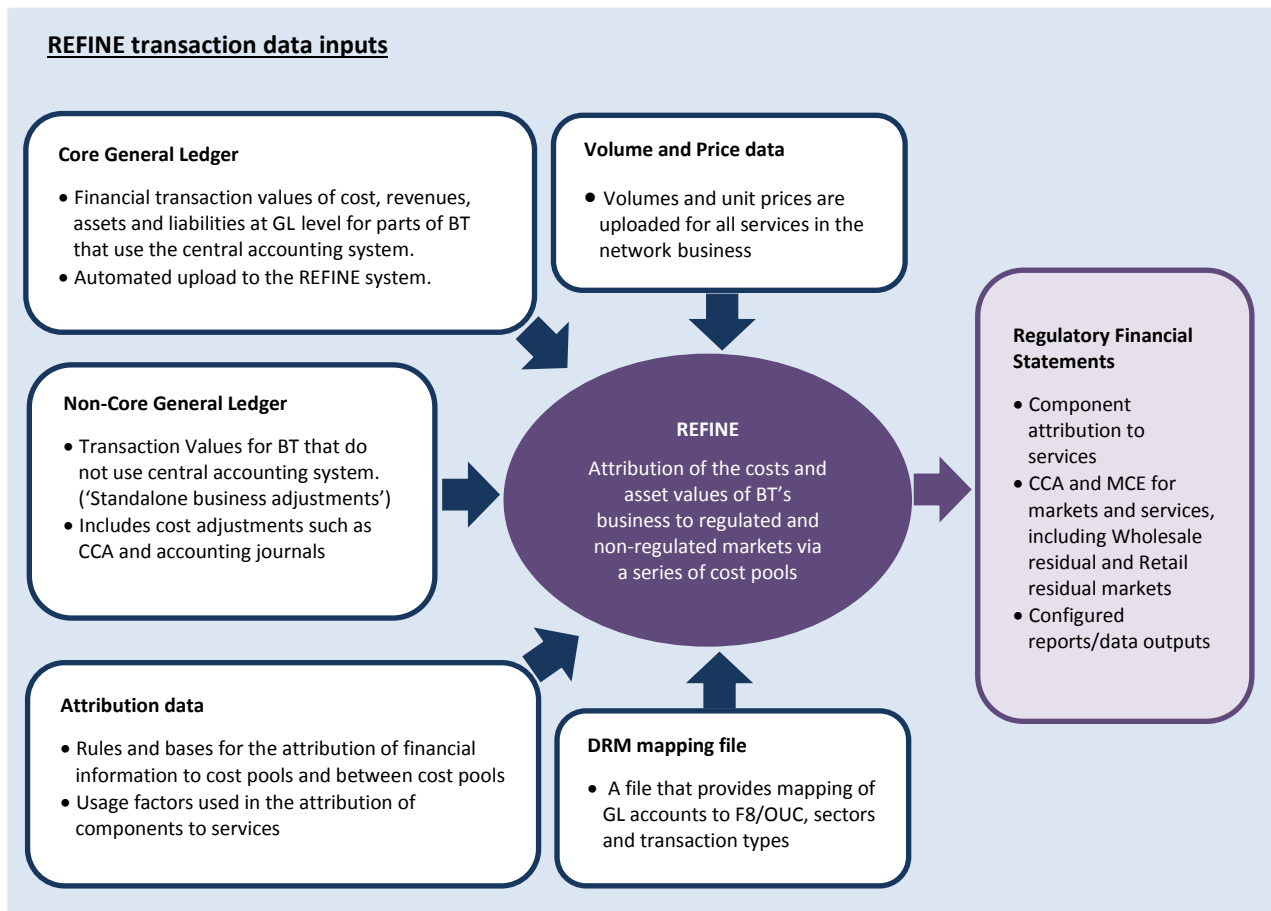 REFINE transaction data inputs
Core General Ledger
• Financial transaction values of cost, revenues,
assets and liabilities at GL level for parts of BT
that use the central accounting system.
• Automated upload to the REFINE system.
Volume and Price data
• Volumes and unit prices are
uploaded for all services in the
network business
Non-Core General Ledger
• Transaction Values for BT that do
not use central accounting system.
(‘Standalone business adjustments’)
• Includes cost adjustments such as
CCA and accounting journals
REFINE
Attribution of the costs and
asset values of BT’s
business to regulated and
non-regulated markets via
a series of cost pools
Regulatory Financial
Statements
• Component
attribution to
services
• CCA and MCE for
markets and services,
including Wholesale
residual and Retail
residual markets
• Configured
reports/data outputs
Attribution data
• Rules and bases for the attribution of financial
information to cost pools and between cost pools
• Usage factors used in the attribution of
components to services
DRM mapping file
• A file that provides mapping of
GL accounts to F8/OUC, sectors
and transaction types